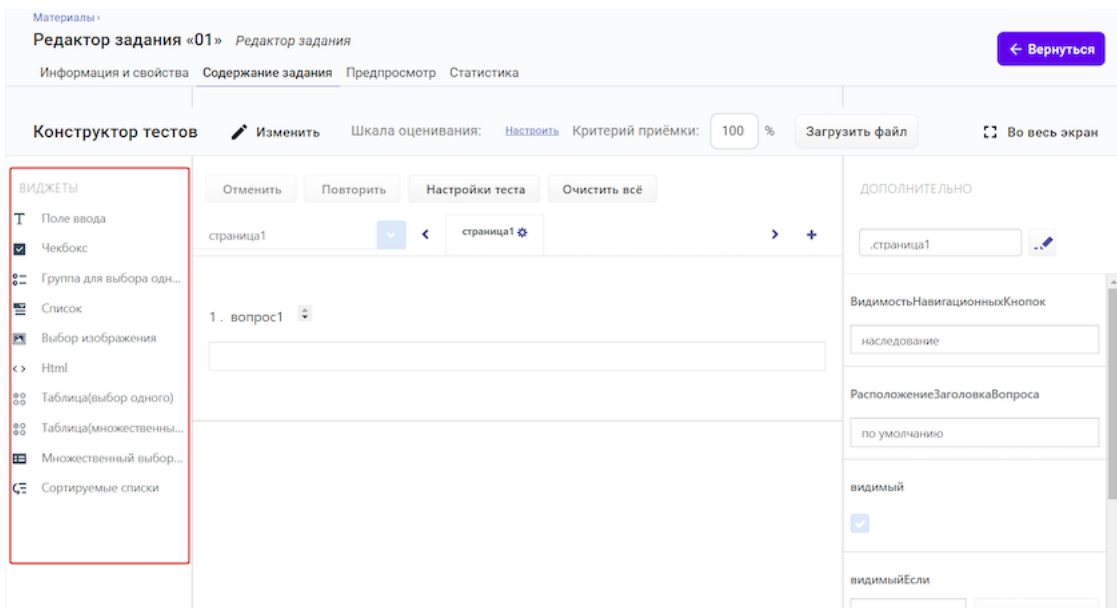 Материалы ›
Редактор задания «01» Редактор задания
← Вернуться
Информация и свойства Содержание задания Предпросмотр Статистика
Конструктор тестов Изменить Шкала оценивания: Настроить Критерий приёмки: 100 % Загрузить файл Во весь экран
ВИДЖЕТЫ
Поле ввода
Чекбокс
Группа для выбора одн...
Список
Выбор изображения
Html
Таблица(выбор одного)
Таблица(множественны...
Множественный выбор...
Сортируемые списки
Отменить Повторить Настройки теста Очистить всё
страница1 страница1
1 . вопрос1
ДОПОЛНИТЕЛЬНО
.страница1
ВидимостьНавигационныхКнопок
наследование
РасположениеЗаголовкаВопроса
по умолчанию
видимый
видимыйЕсли